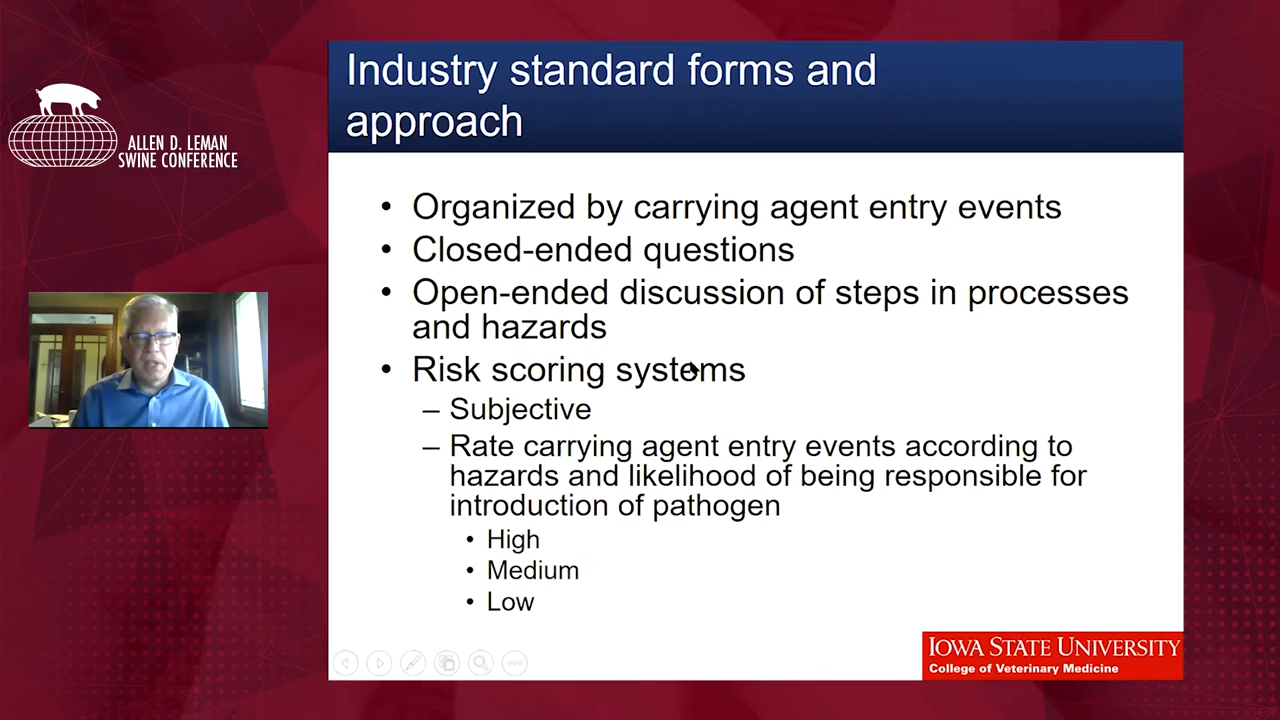 ALLEN D. LEMAN
SWINE CONFERENCE
Industry standard forms and
approach
• Organized by carrying agent entry events
• Closed-ended questions
• Open-ended discussion of steps in processes
and hazards
• Risk scoring systems
– Subjective
– Rate carrying agent entry events according to
hazards and likelihood of being responsible for
introduction of pathogen
• High
• Medium
• Low
IOWA STATE UNIVERSITY
College of Veterinary Medicine